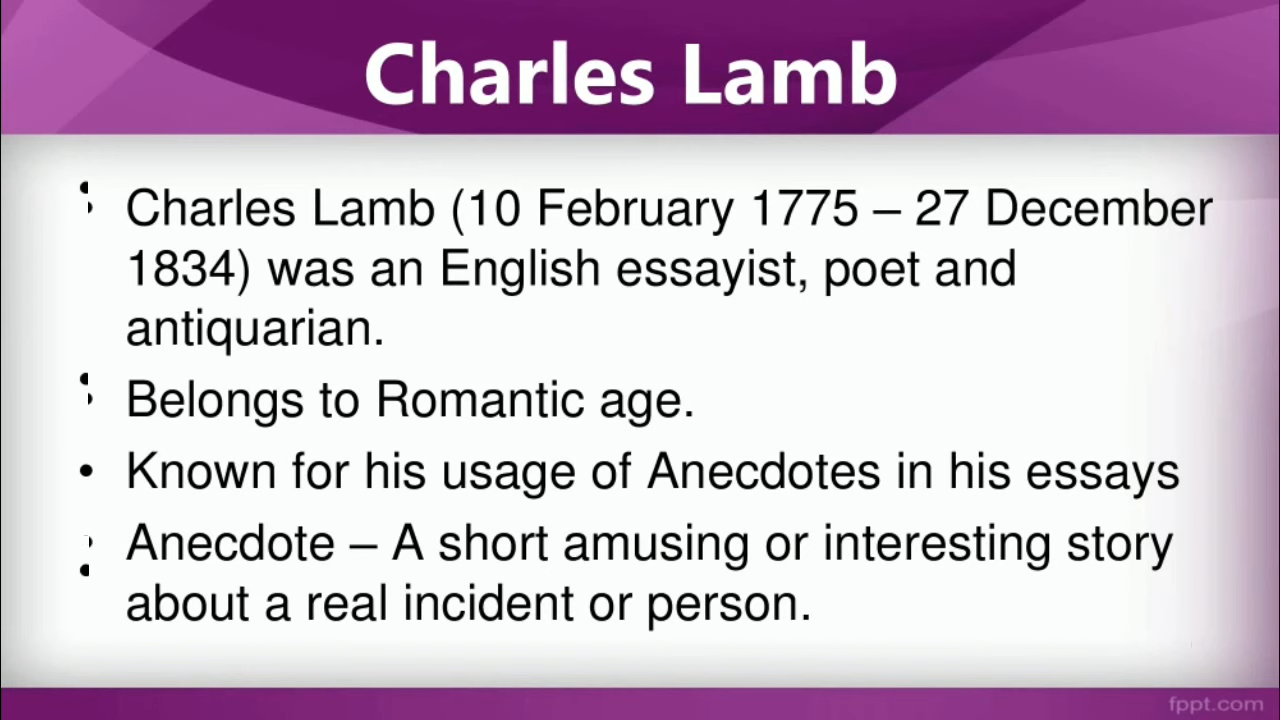 Charles Lamb
• Charles Lamb (10 February 1775 – 27 December
1834) was an English essayist, poet and
antiquarian.
• Belongs to Romantic age.
• Known for his usage of Anecdotes in his essays
• Anecdote – A short amusing or interesting story
about a real incident or person.
fppt.com